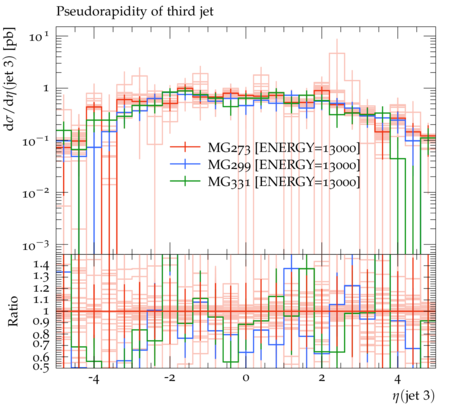 Pseudorapidity of third jet
dσ/dη(jet 3) [pb]
10¹
1
10⁻¹
10⁻²
10⁻³
MG273 [ENERGY=13000]
MG299 [ENERGY=13000]
MG331 [ENERGY=13000]
Ratio
1.4
1.3
1.2
1.1
1
0.9
0.8
0.7
0.6
0.5
-4 -2 0 2 4
η(jet 3)